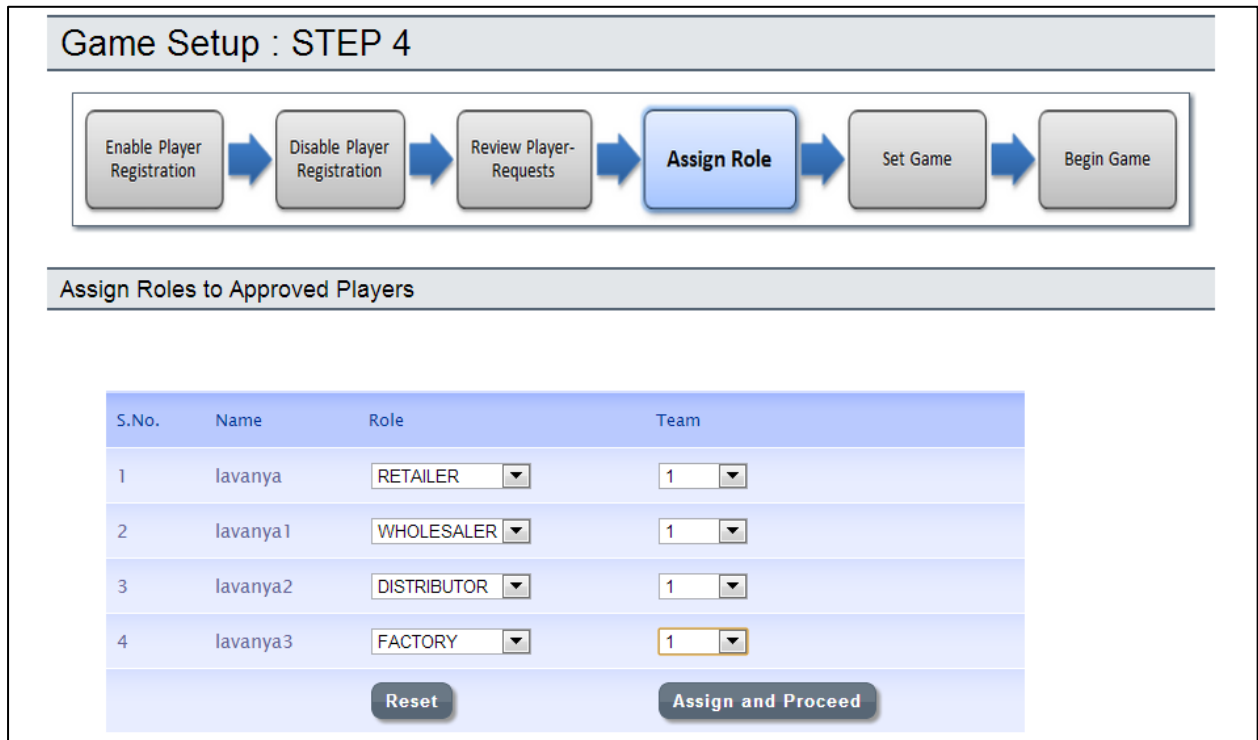 Game Setup : STEP 4
Enable Player
Registration
Disable Player
Registration
Review Player-
Requests
Assign Role
Set Game
Begin Game
Assign Roles to Approved Players
S.No. Name Role Team
1 lavanya RETAILER 1
2 lavanya1 WHOLESALER 1
3 lavanya2 DISTRIBUTOR 1
4 lavanya3 FACTORY 1
Reset Assign and Proceed